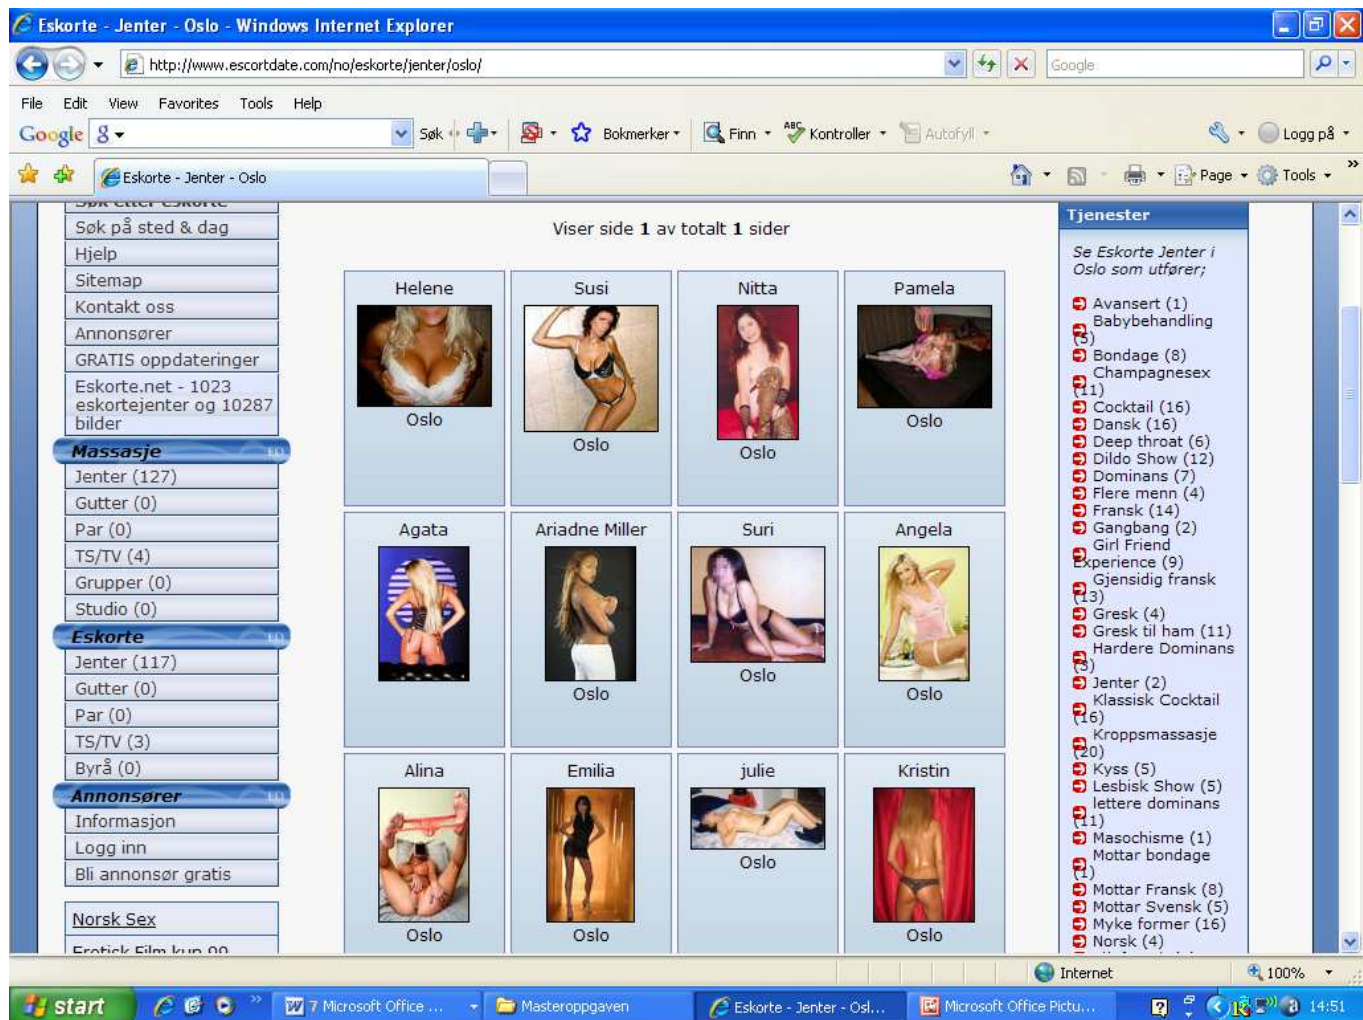 Eskorte - Jenter - Oslo - Windows Internet Explorer
http://www.escortdate.com/no/eskorte/jenter/oslo/
Google
File Edit View Favorites Tools Help
Google Søk Bokmerker Finn ABC Kontroller Autofyll Logg på
Eskorte - Jenter - Oslo
Page Tools
Søk etter eskorte
Søk på sted & dag
Hjelp
Sitemap
Kontakt oss
Annonsører
GRATIS oppdateringer
Eskorte.net - 1023
eskortejenter og 10287
bilder
Massasje
Jenter (127)
Gutter (0)
Par (0)
TS/TV (4)
Grupper (0)
Studio (0)
Eskorte
Jenter (117)
Gutter (0)
Par (0)
TS/TV (3)
Byrå (0)
Annonsører
Informasjon
Logg inn
Bli annonsør gratis
Norsk Sex
Erotisk Film kun 99
Viser side 1 av totalt 1 sider
Helene Susi Nitta Pamela
Oslo Oslo Oslo Oslo
Agata Ariadne Miller Suri Angela
Oslo Oslo Oslo
Alina Emilia julie Kristin
Oslo Oslo Oslo Oslo
Tjenester
Se Eskorte Jenter i
Oslo som utfører;
Avansert (1)
Babybehandling
(5)
Bondage (8)
Champagnesex
(11)
Cocktail (16)
Dansk (16)
Deep throat (6)
Dildo Show (12)
Dominans (7)
Flere menn (4)
Fransk (14)
Gangbang (2)
Girl Friend
Experience (9)
Gjensidig fransk
(13)
Gresk (4)
Gresk til ham (11)
Hardere Dominans
(3)
Jenter (2)
Klassisk Cocktail
(16)
Kroppsmassasje
(20)
Kyss (5)
Lesbisk Show (5)
lettere dominans
(11)
Masochisme (1)
Mottar bondage
(1)
Mottar Fransk (8)
Mottar Svensk (5)
Myke former (16)
Norsk (4)
Internet 100%
start 7 Microsoft Office ... Masteroppgaven Eskorte - Jenter - Osl... Microsoft Office Pictu... 14:51